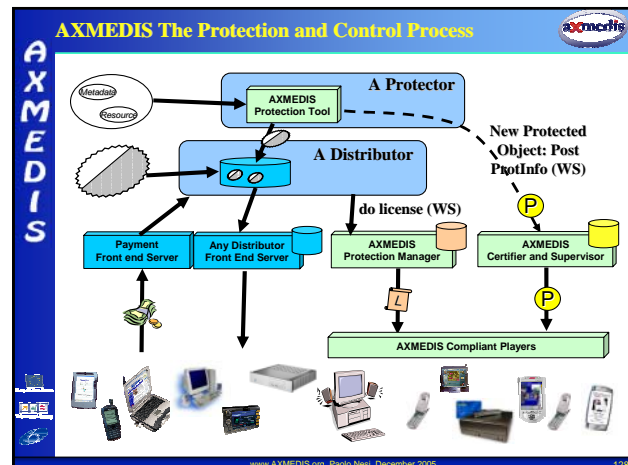 AXMEDIS The Protection and Control Process
axmedis
AXMEDIS
A Protector
Metadata
Resource
AXMEDIS
Protection Tool
New Protected
Object: Post
ProtInfo (WS)
A Distributor
do license (WS)
P
Payment
Front end Server
Any Distributor
Front End Server
AXMEDIS
Protection Manager
AXMEDIS
Certifier and Supervisor
L
P
AXMEDIS Compliant Players
www.AXMEDIS.org, Paolo Nesi, December 2005
128